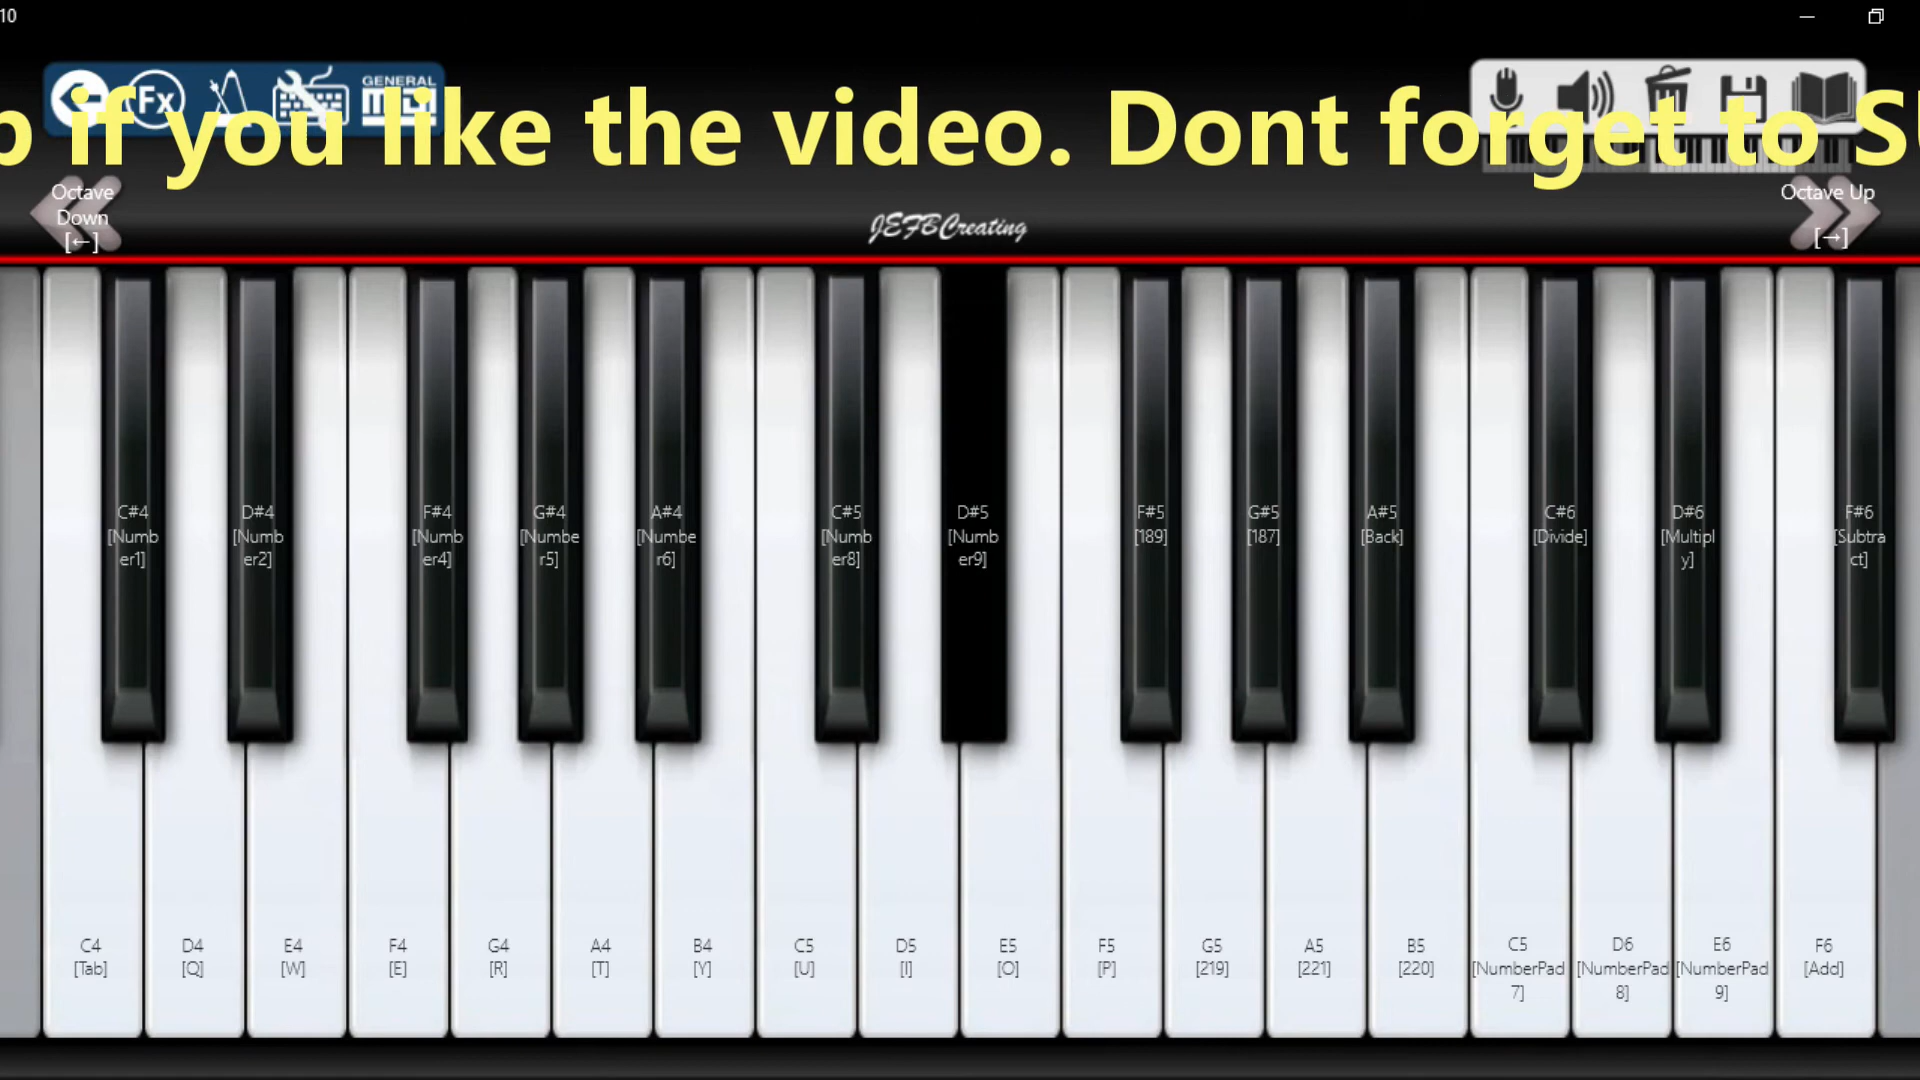 10
GENERAL
MIDI
if you like the video. Dont forget to
Octave
Down
[←]
JEFBCreating
Octave Up
[→]
C#4
[Numb
er1]
D#4
[Numb
er2]
F#4
[Numb
er4]
G#4
[Numbe
r5]
A#4
[Numbe
r6]
C#5
[Numb
er8]
D#5
[Numb
er9]
F#5
[189]
G#5
[187]
A#5
[Back]
C#6
[Divide]
D#6
[Multipl
y]
F#6
[Subtra
ct]
C4
[Tab]
D4
[Q]
E4
[W]
F4
[E]
G4
[R]
A4
[T]
B4
[Y]
C5
[U]
D5
[I]
E5
[O]
F5
[P]
G5
[219]
A5
[221]
B5
[220]
C5
[NumberPad
7]
D6
[NumberPad
8]
E6
[NumberPad
9]
F6
[Add]
Fx